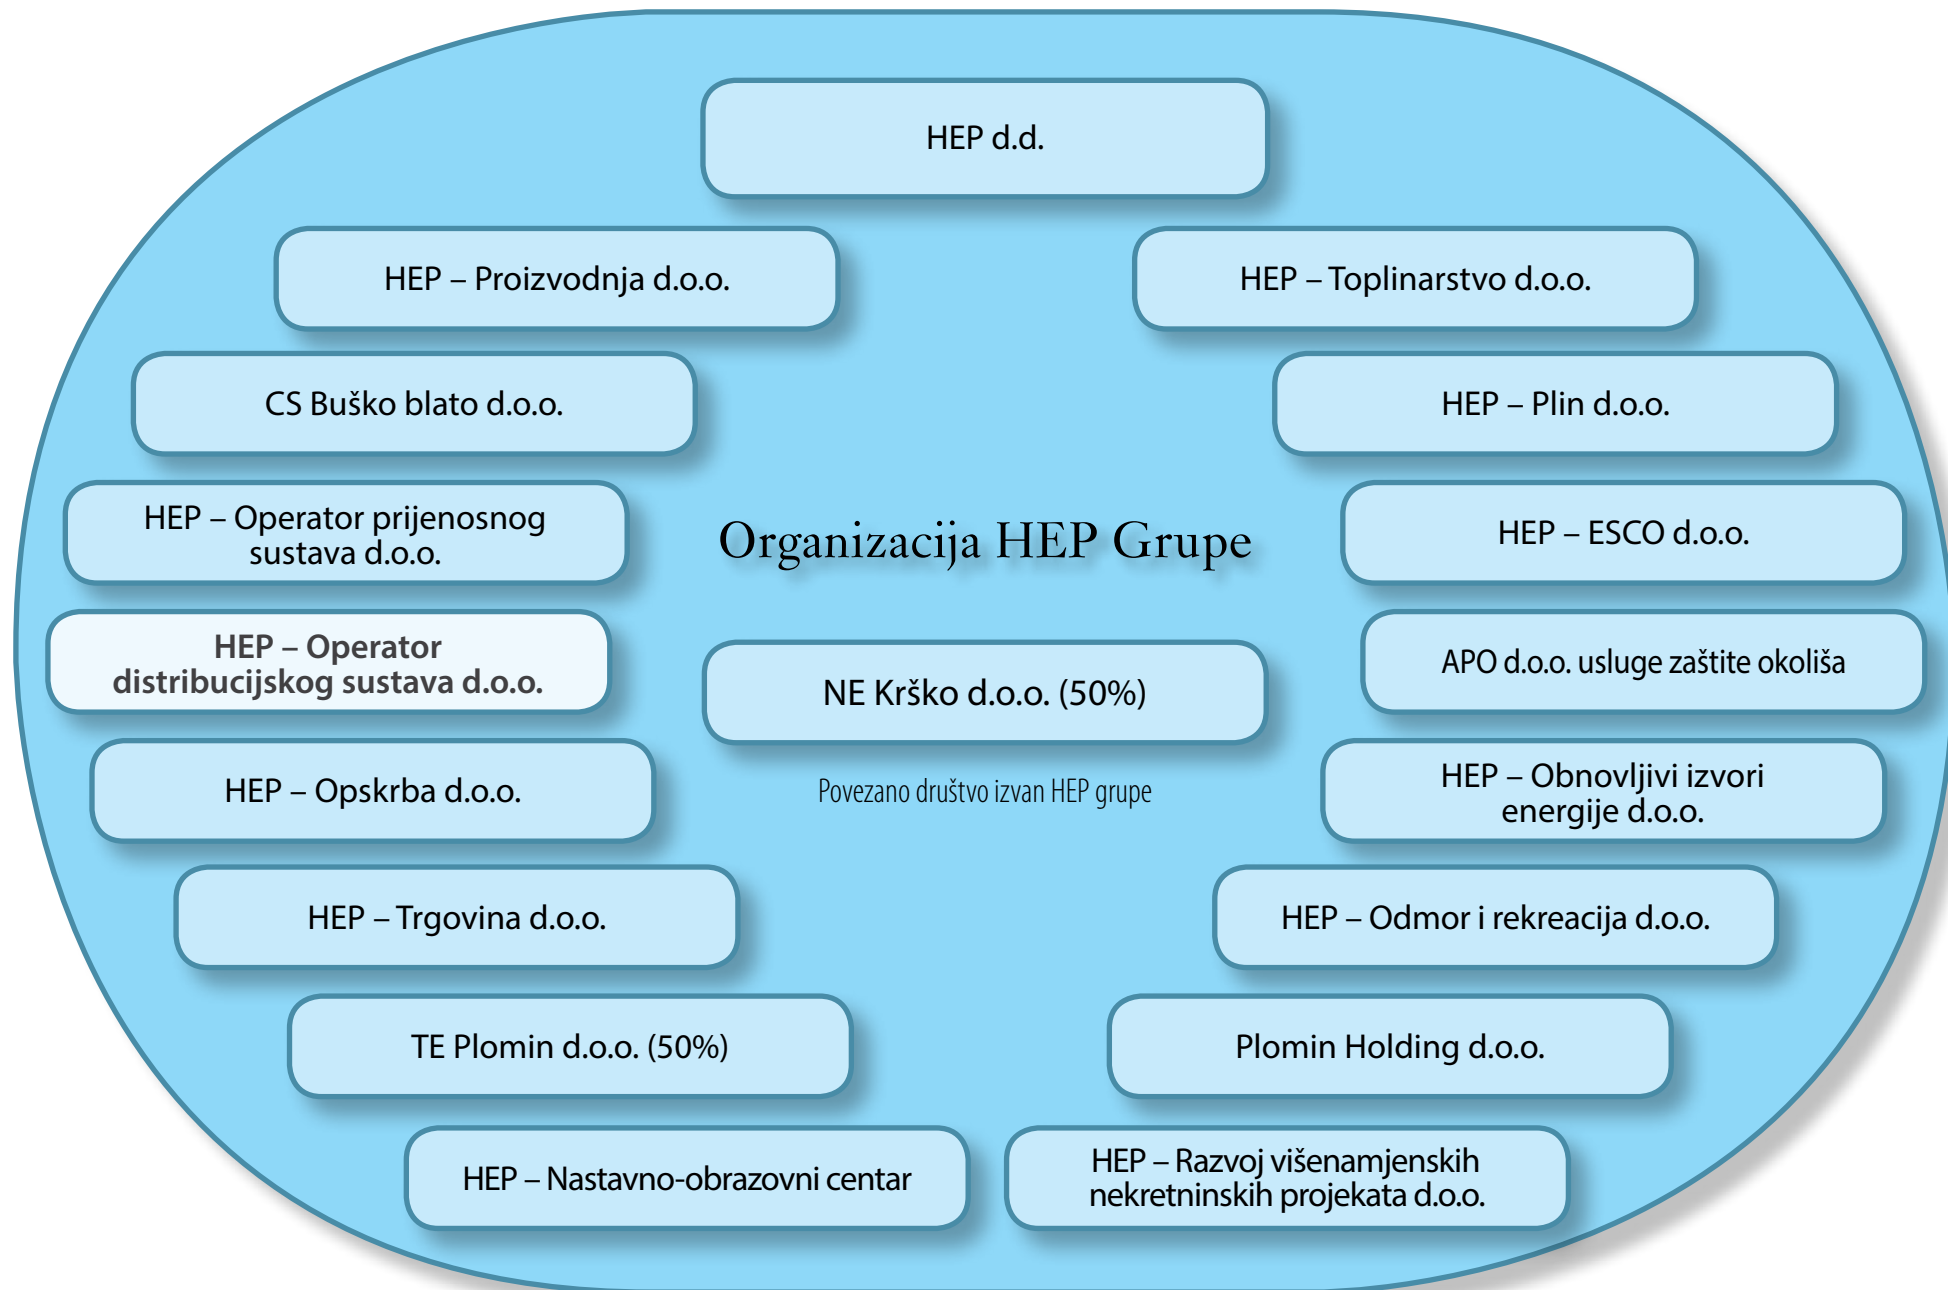 HEP d.d.
HEP – Proizvodnja d.o.o.
HEP – Toplinarstvo d.o.o.
CS Buško blato d.o.o.
HEP – Plin d.o.o.
HEP – Operator prijenosnog
sustava d.o.o.
Organizacija HEP Grupe
HEP – ESCO d.o.o.
HEP – Operator
distribucijskog sustava d.o.o.
NE Krško d.o.o. (50%)
APO d.o.o. usluge zaštite okoliša
HEP – Opskrba d.o.o.
Povezano društvo izvan HEP grupe
HEP – Obnovljivi izvori
energije d.o.o.
HEP – Trgovina d.o.o.
HEP – Odmor i rekreacija d.o.o.
TE Plomin d.o.o. (50%)
Plomin Holding d.o.o.
HEP – Nastavno-obrazovni centar
HEP – Razvoj višenamjenskih
nekretninskih projekata d.o.o.